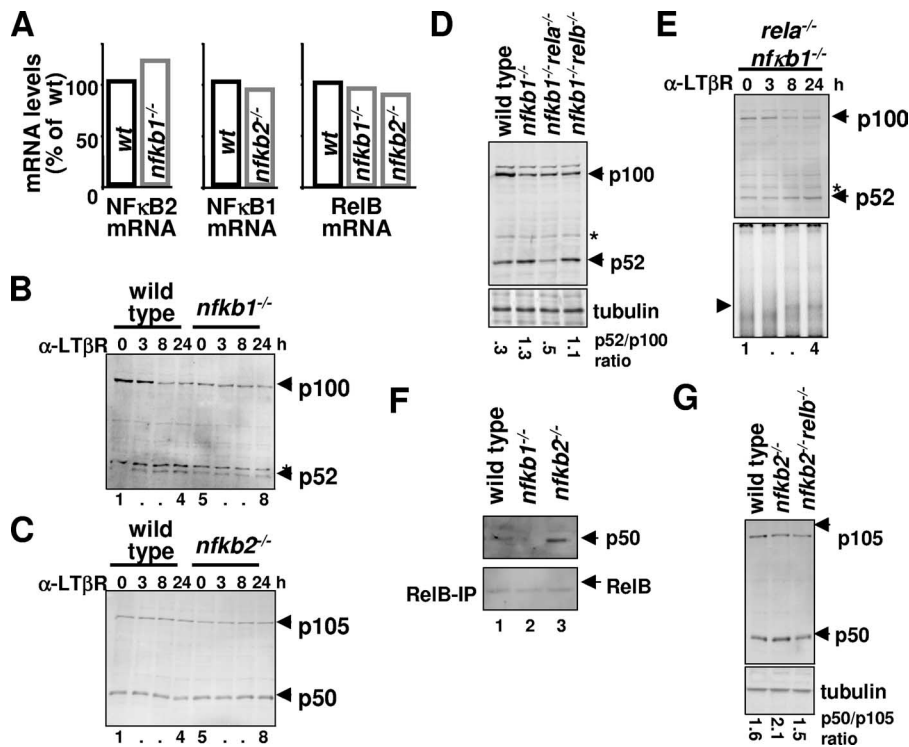 A
mRNA levels
(% of wt)
100
50
0
wt
nfkb1-/-
wt
nfkb2-/-
wt
nfkb1-/-
nfkb2-/-
NFκB2
mRNA
NFκB1
mRNA
RelB
mRNA
B
wild
type
nfkb1-/-
α-LTβR 0 3 8 24 0 3 8 24 h
p100
*
p52
1 . . 4 5 . . 8
C
wild
type
nfkb2-/-
α-LTβR 0 3 8 24 0 3 8 24 h
p105
p50
1 . . 4 5 . . 8
D
wild type
nfkb1-/-
nfkb1-/-rela-/-
nfkb1-/-relb-/-
p100
*
p52
tubulin
.3 1.3 .5 1.1
p52/p100
ratio
E
rela-/-
nfκb1-/-
0 3 8 24
α-LTβR h
p100
*
p52
1 . . 4
F
wild type
nfkb1-/-
nfkb2-/-
p50
RelB-IP RelB
1 2 3
G
wild type
nfkb2-/-
nfkb2-/-relb-/-
p105
p50
tubulin
1.6 2.1 1.5
p50/p105
ratio